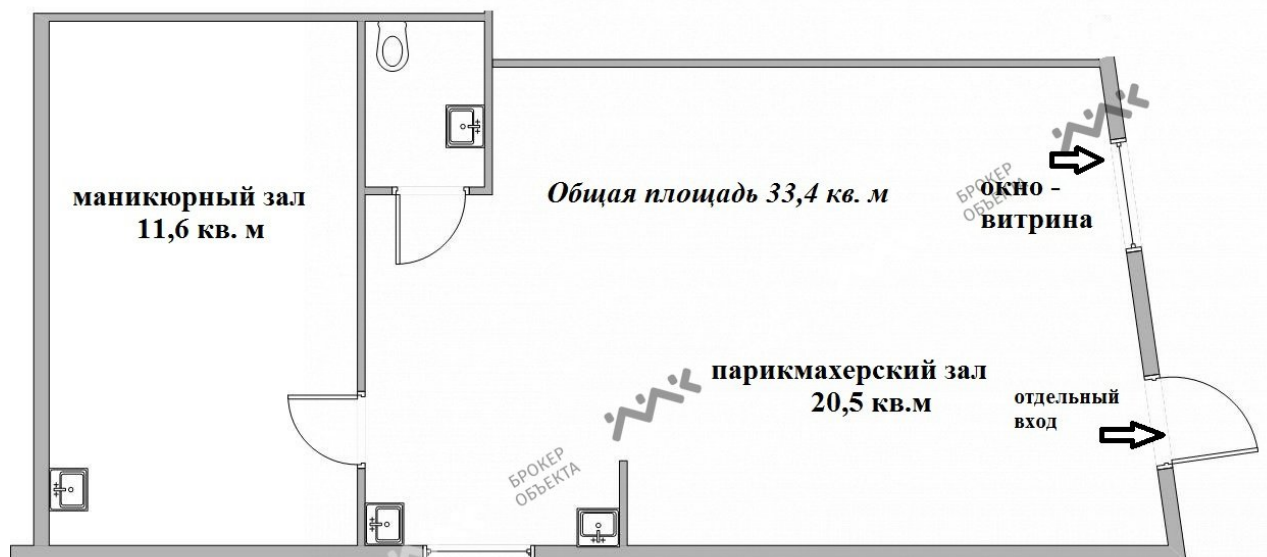 маникюрный зал
11,6 кв. м
Общая площадь 33,4 кв. м
БРОКЕР
ОБЪЕКТА
окно -
витрина
парикмахерский зал
20,5 кв.м
отдельный
вход
БРОКЕР
ОБЪЕКТА